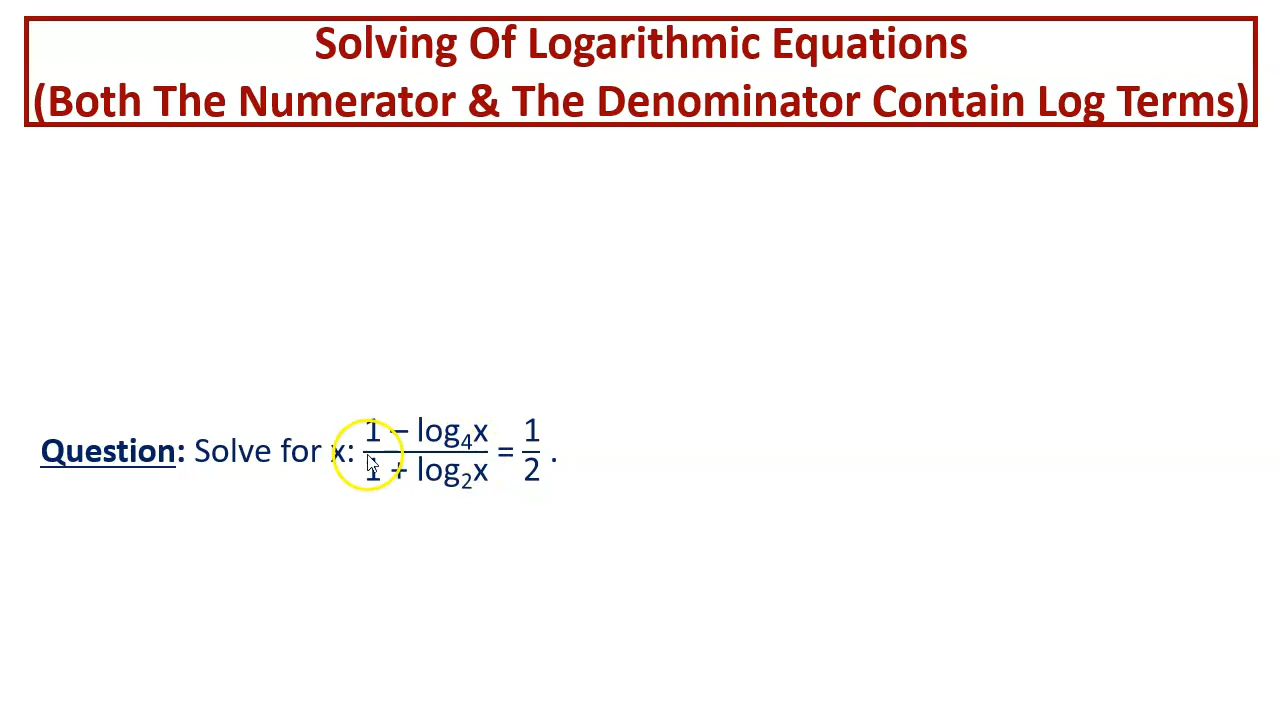 Solving Of Logarithmic Equations
(Both The Numerator & The Denominator Contain Log Terms)
Question: Solve for x: (1 − log₄x)/(1 + log₂x) = 1/2 .